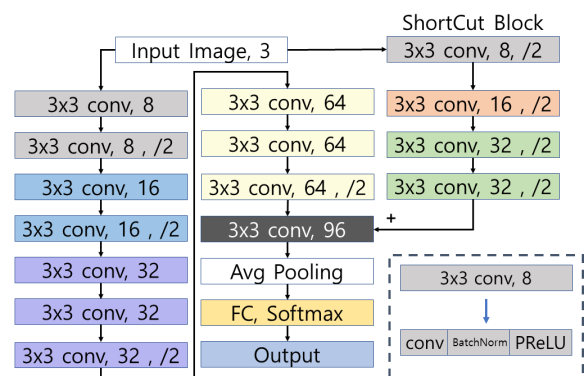 ShortCut Block
Input Image, 3
3x3 conv, 8, /2
3x3 conv, 8
3x3 conv, 8 , /2
3x3 conv, 16
3x3 conv, 16 , /2
3x3 conv, 32
3x3 conv, 32
3x3 conv, 32 , /2
3x3 conv, 64
3x3 conv, 64
3x3 conv, 64 , /2
3x3 conv, 96
Avg Pooling
FC, Softmax
Output
3x3 conv, 16 , /2
3x3 conv, 32 , /2
3x3 conv, 32 , /2
+
3x3 conv, 8
conv BatchNorm PReLU